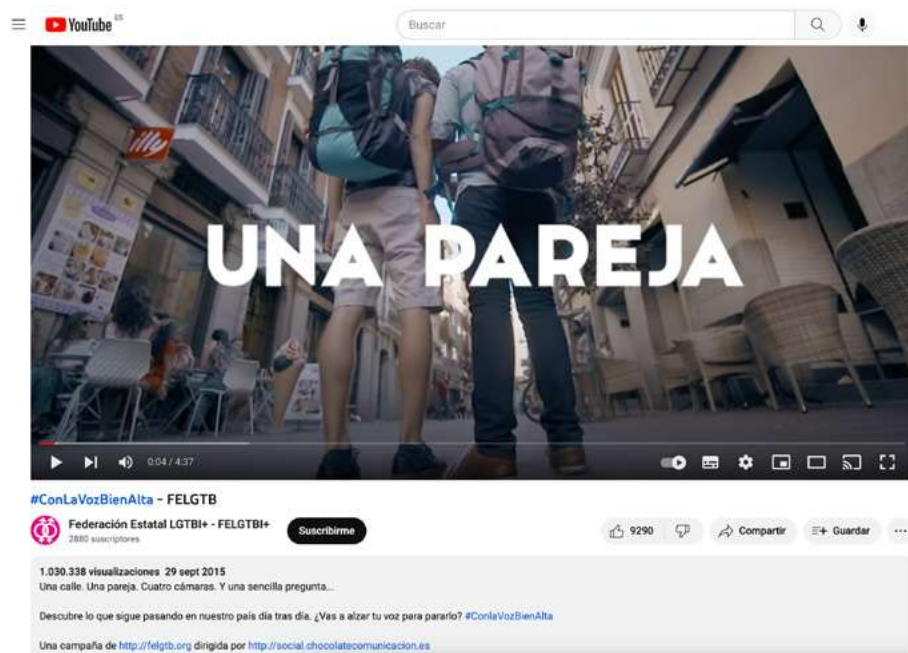 YouTube ES
Buscar
illy
UNA PAREJA
0:04 / 4:37
#ConLaVozBienAlta - FELGTB
Federación Estatal LGTBI+ - FELGTBI+
2880 suscriptores
Suscribirme
9290
Compartir
Guardar
1.030.338 visualizaciones 29 sept 2015
Una calle. Una pareja. Cuatro cámaras. Y una sencilla pregunta...
Descubre lo que sigue pasando en nuestro país día tras día. ¿Vas a alzar tu voz para pararlo? #ConlaVozBienAlta
Una campaña de http://felgtb.org dirigida por http://social.chocolatecomunicacion.es